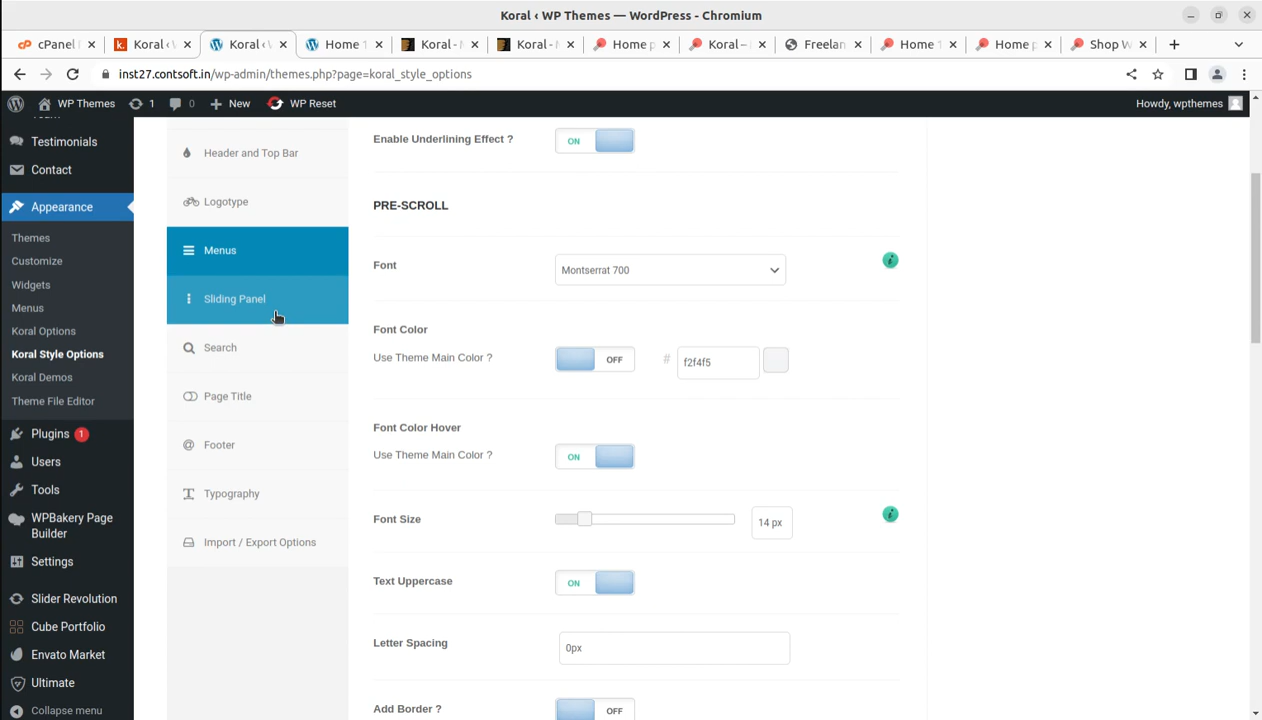 Koral ‹ WP Themes — WordPress - Chromium
cPanel F
Koral ‹ V
Koral ‹ V
Home 1
Koral - N
Koral - N
Home p
Koral –
Freelan
Home 1
Home p
Shop W
inst27.contsoft.in/wp-admin/themes.php?page=koral_style_options
WP Themes
1
0
New
WP Reset
Howdy, wpthemes
Testimonials
Contact
Appearance
Themes
Customize
Widgets
Menus
Koral Options
Koral Style Options
Koral Demos
Theme File Editor
Plugins 1
Users
Tools
WPBakery Page
Builder
Settings
Slider Revolution
Cube Portfolio
Envato Market
Ultimate
Collapse menu
Header and Top Bar
Logotype
Menus
Sliding Panel
Search
Page Title
Footer
Typography
Import / Export Options
Enable Underlining Effect ? ON
PRE-SCROLL
Font Montserrat 700
Font Color
Use Theme Main Color ? OFF # f2f4f5
Font Color Hover
Use Theme Main Color ? ON
Font Size 14 px
Text Uppercase ON
Letter Spacing 0px
Add Border ? OFF